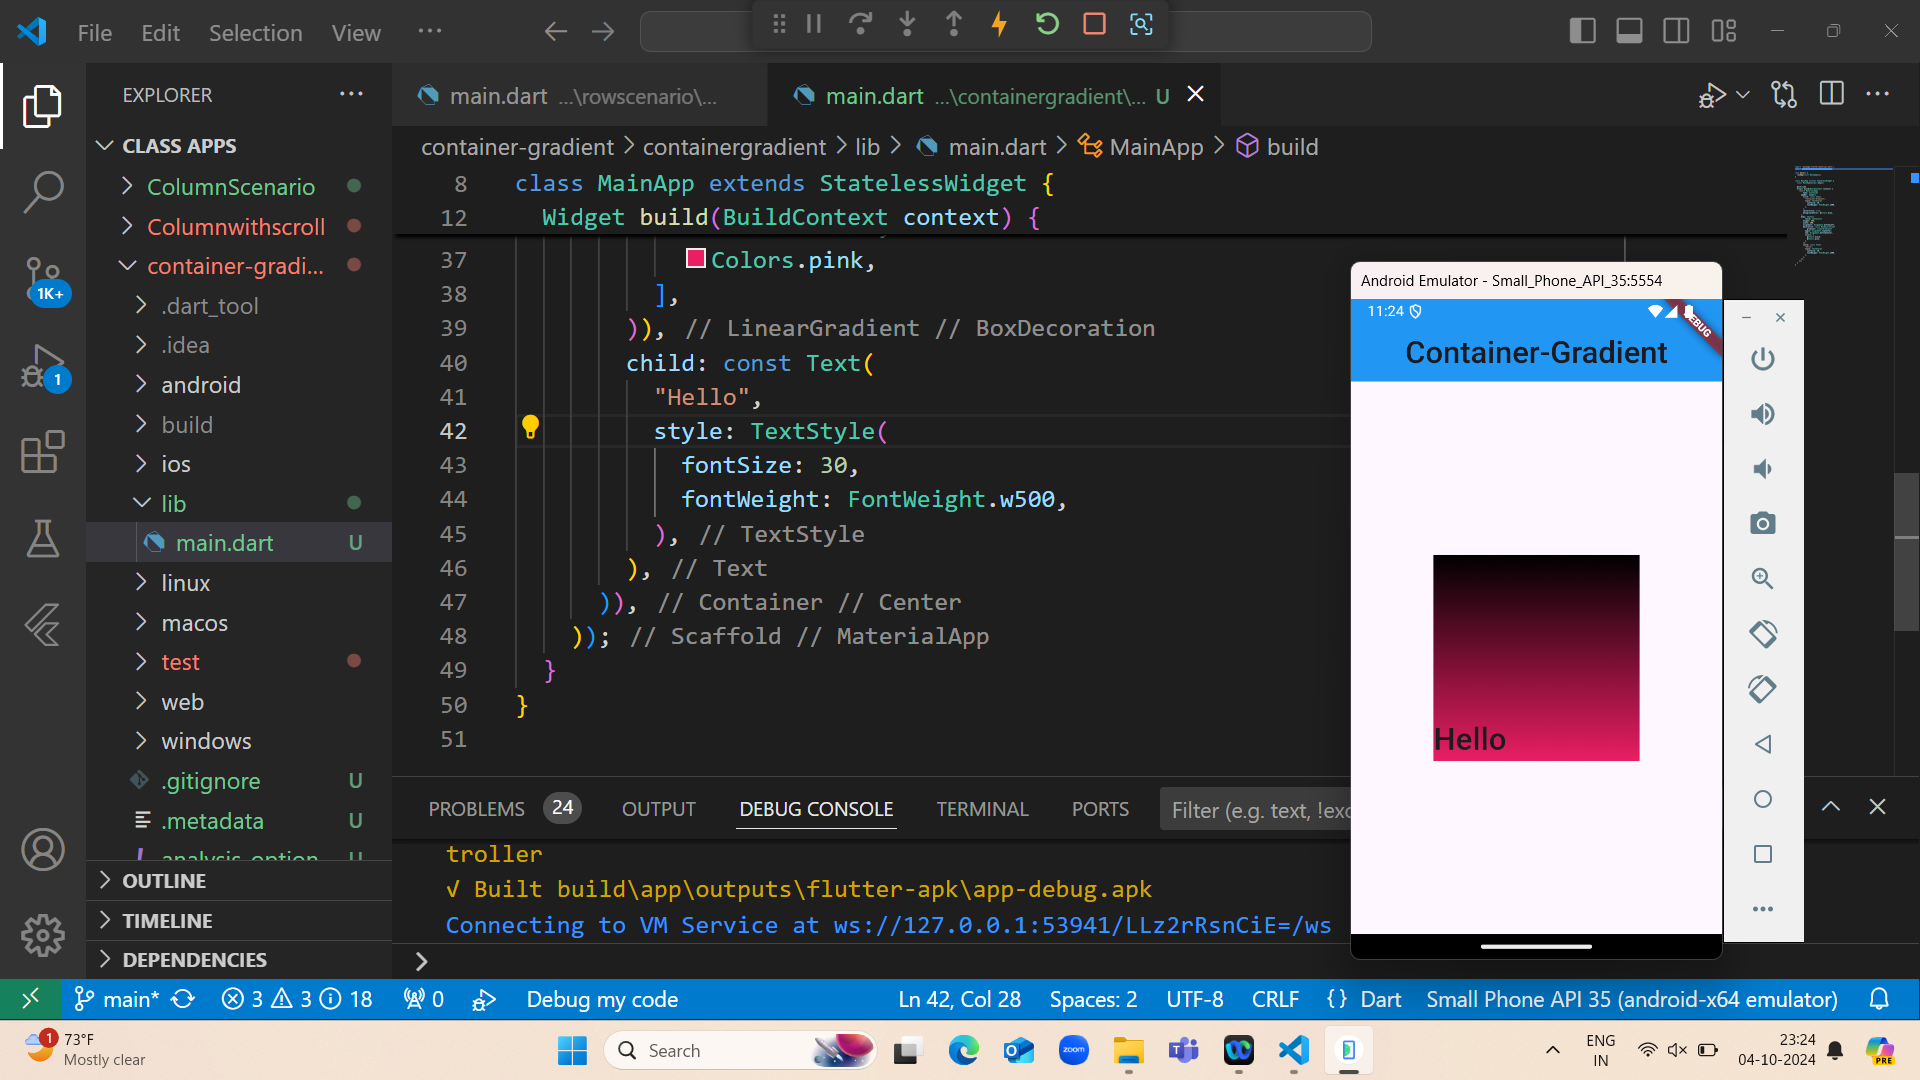 File Edit Selection View ...
EXPLORER ...
CLASS APPS
ColumnScenario
Columnwithscroll
container-gradi...
.dart_tool
.idea
android
build
ios
lib
main.dart U
linux
macos
test
web
windows
.gitignore U
.metadata U
OUTLINE
TIMELINE
DEPENDENCIES
1K+
1
main.dart ...\rowscenario\...
main.dart ...\containergradient\... U
container-gradient > containergradient > lib > main.dart > MainApp > build
8 class MainApp extends StatelessWidget {
12 Widget build(BuildContext context) {
37 Colors.pink,
38 ],
39 )), // LinearGradient // BoxDecoration
40 child: const Text(
41 "Hello",
42 style: TextStyle(
43 fontSize: 30,
44 fontWeight: FontWeight.w500,
45 ), // TextStyle
46 ), // Text
47 )), // Container // Center
48 )); // Scaffold // MaterialApp
49 }
50 }
51
PROBLEMS 24 OUTPUT DEBUG CONSOLE TERMINAL PORTS Filter (e.g. text, !exc
troller
√ Built build\app\outputs\flutter-apk\app-debug.apk
Connecting to VM Service at ws://127.0.0.1:53941/LLz2rRsnCiE=/ws
>
Android Emulator - Small_Phone_API_35:5554
11:24
Container-Gradient
Hello
main* 3 3 18 0 Debug my code Ln 42, Col 28 Spaces: 2 UTF-8 CRLF {} Dart Small Phone API 35 (android-x64 emulator)
1
73°F
Mostly clear
Search
zoom
ENG
IN
23:24
04-10-2024
PRE